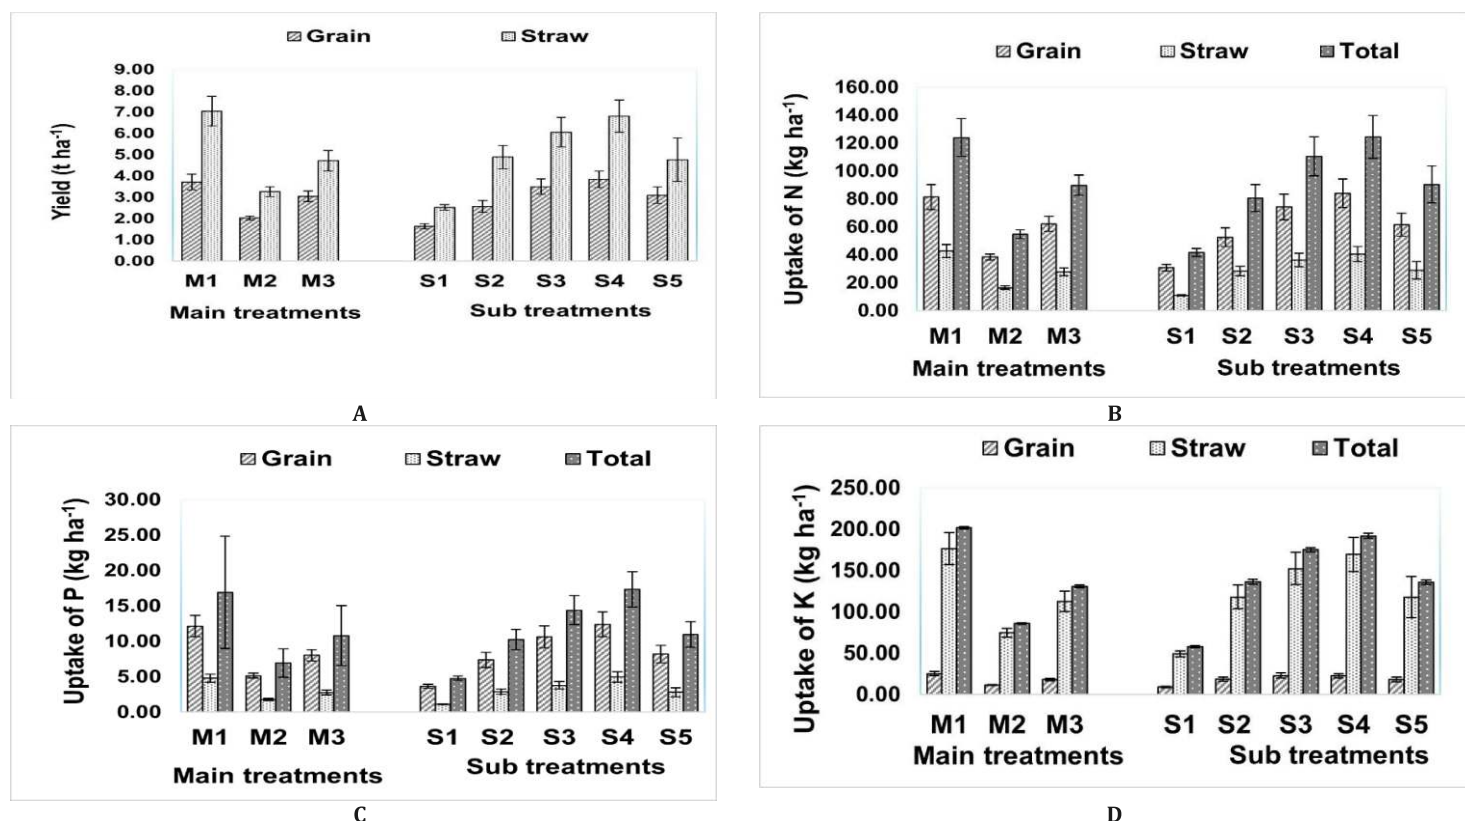 Grain Straw
9.00
8.00
7.00
6.00
5.00
4.00
3.00
2.00
1.00
0.00
Yield (t ha-1)
M1 M2 M3 S1 S2 S3 S4 S5
Main treatments Sub treatments
A
Grain Straw Total
160.00
140.00
120.00
100.00
80.00
60.00
40.00
20.00
0.00
Uptake of N (kg ha-1)
M1 M2 M3 S1 S2 S3 S4 S5
Main treatments Sub treatments
B
Grain Straw Total
30.00
25.00
20.00
15.00
10.00
5.00
0.00
Uptake of P (kg ha-1)
M1 M2 M3 S1 S2 S3 S4 S5
Main treatments Sub treatments
C
Grain Straw Total
250.00
200.00
150.00
100.00
50.00
0.00
Uptake of K (kg ha-1)
M1 M2 M3 S1 S2 S3 S4 S5
Main treatments Sub treatments
D